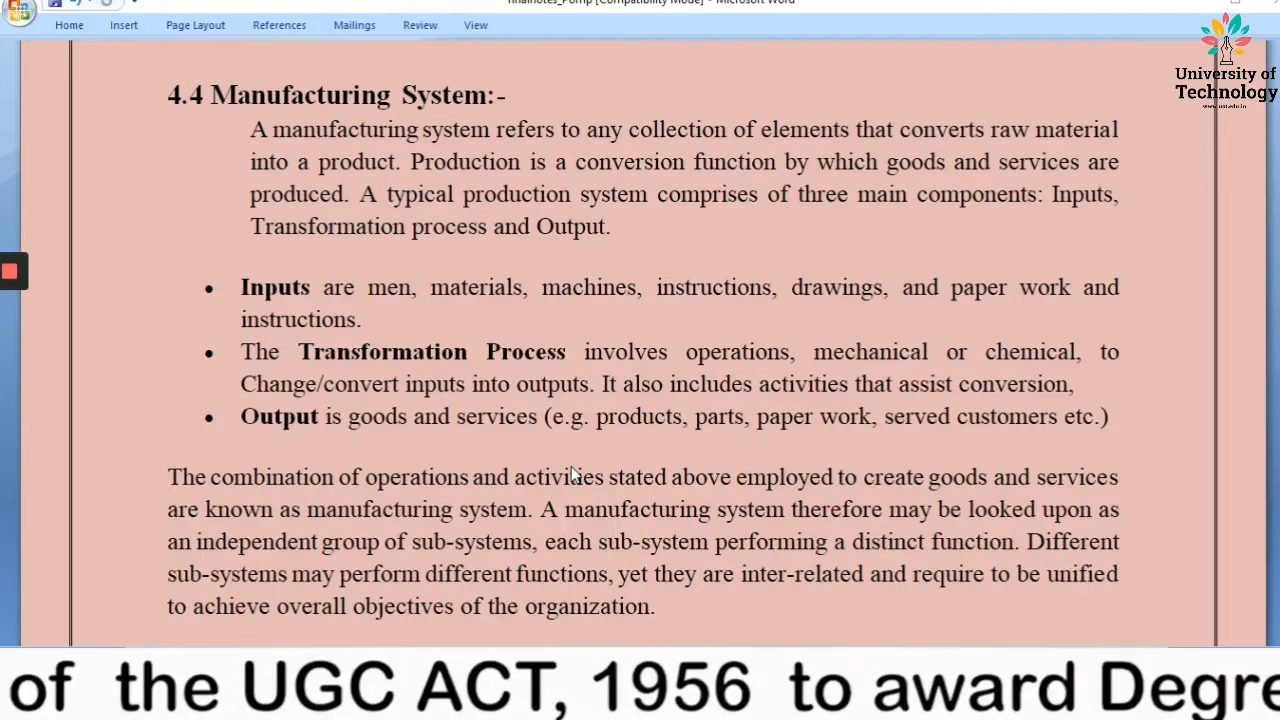 finalnotes_Pomp [Compatibility Mode] - Microsoft Word
Home Insert Page Layout References Mailings Review View
University of
Technology
4.4 Manufacturing System:-
A manufacturing system refers to any collection of elements that converts raw material
into a product. Production is a conversion function by which goods and services are
produced. A typical production system comprises of three main components: Inputs,
Transformation process and Output.
• Inputs are men, materials, machines, instructions, drawings, and paper work and
instructions.
• The Transformation Process involves operations, mechanical or chemical, to
Change/convert inputs into outputs. It also includes activities that assist conversion,
• Output is goods and services (e.g. products, parts, paper work, served customers etc.)
The combination of operations and activities stated above employed to create goods and services
are known as manufacturing system. A manufacturing system therefore may be looked upon as
an independent group of sub-systems, each sub-system performing a distinct function. Different
sub-systems may perform different functions, yet they are inter-related and require to be unified
to achieve overall objectives of the organization.
of the UGC ACT, 1956 to award Degre